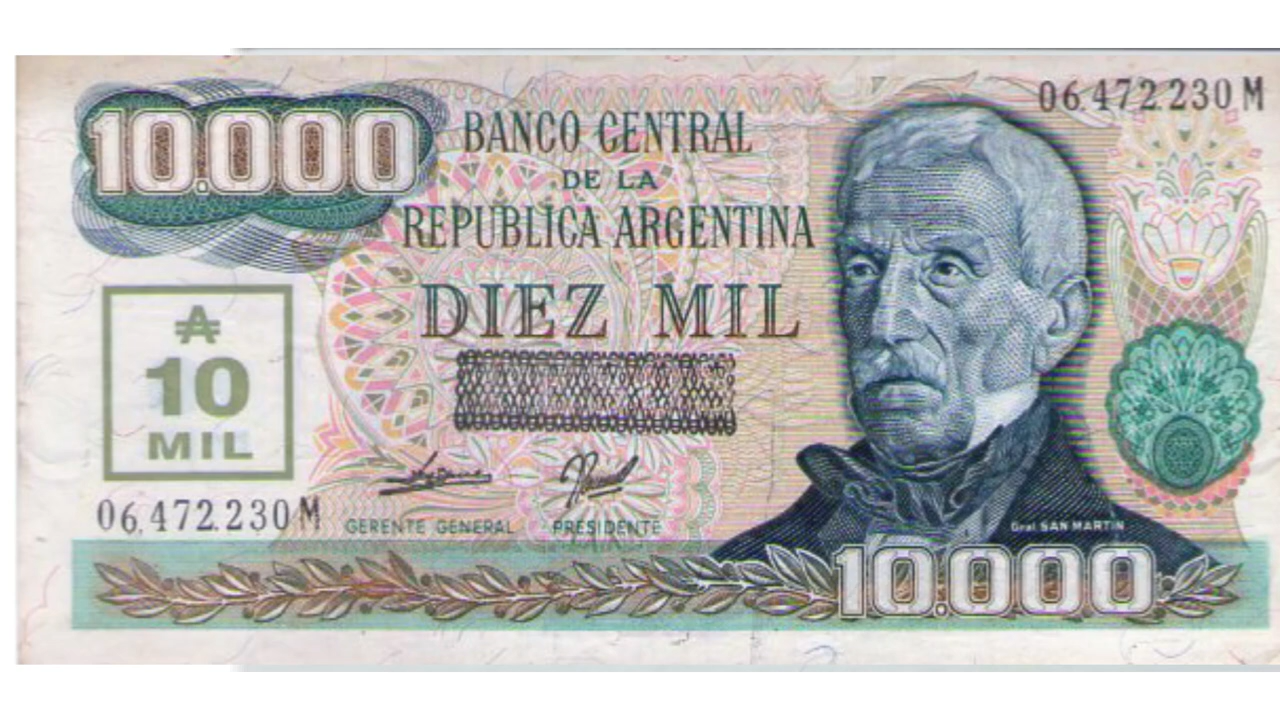 06.472.230 M
10.000
BANCO CENTRAL
DE LA
REPUBLICA ARGENTINA
DIEZ MIL
₳
10
MIL
06.472.230 M
GERENTE GENERAL PRESIDENTE
Gral SAN MARTIN
10.000